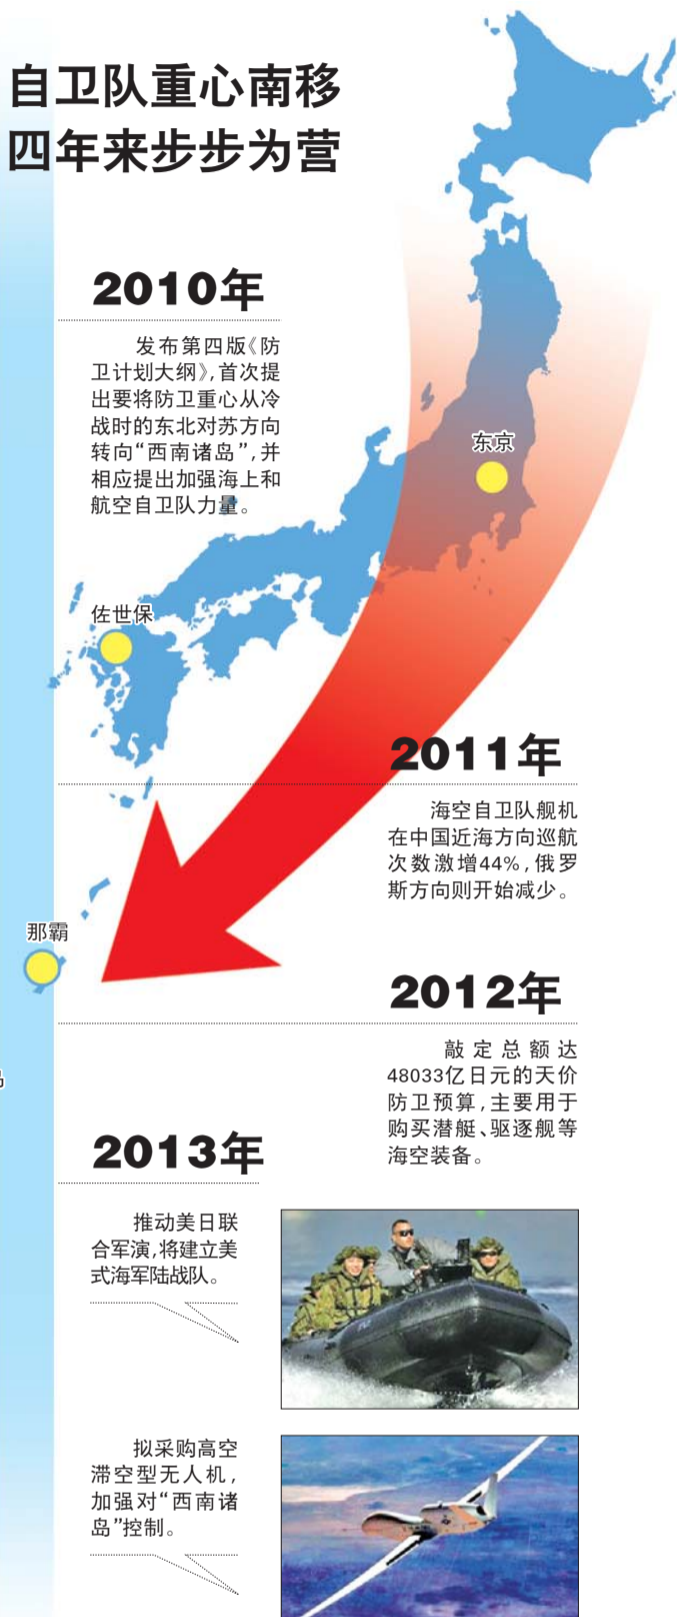 自卫队重心南移
四年来步步为营
2010年
发布第四版《防
卫计划大纲》,首次提
出要将防卫重心从冷
战时的东北对苏方向
转向“西南诸岛”,并
相应提出加强海上和
航空自卫队力量。
东京
佐世保
2011年
海空自卫队舰机
在中国近海方向巡航
次数激增44%,俄罗
斯方向则开始减少。
那霸
2012年
敲定总额达
48033亿日元的天价
防卫预算,主要用于
购买潜艇、驱逐舰等
海空装备。
2013年
推动美日联
合军演,将建立美
式海军陆战队。
拟采购高空
滞空型无人机,
加强对“西南诸
岛”控制。